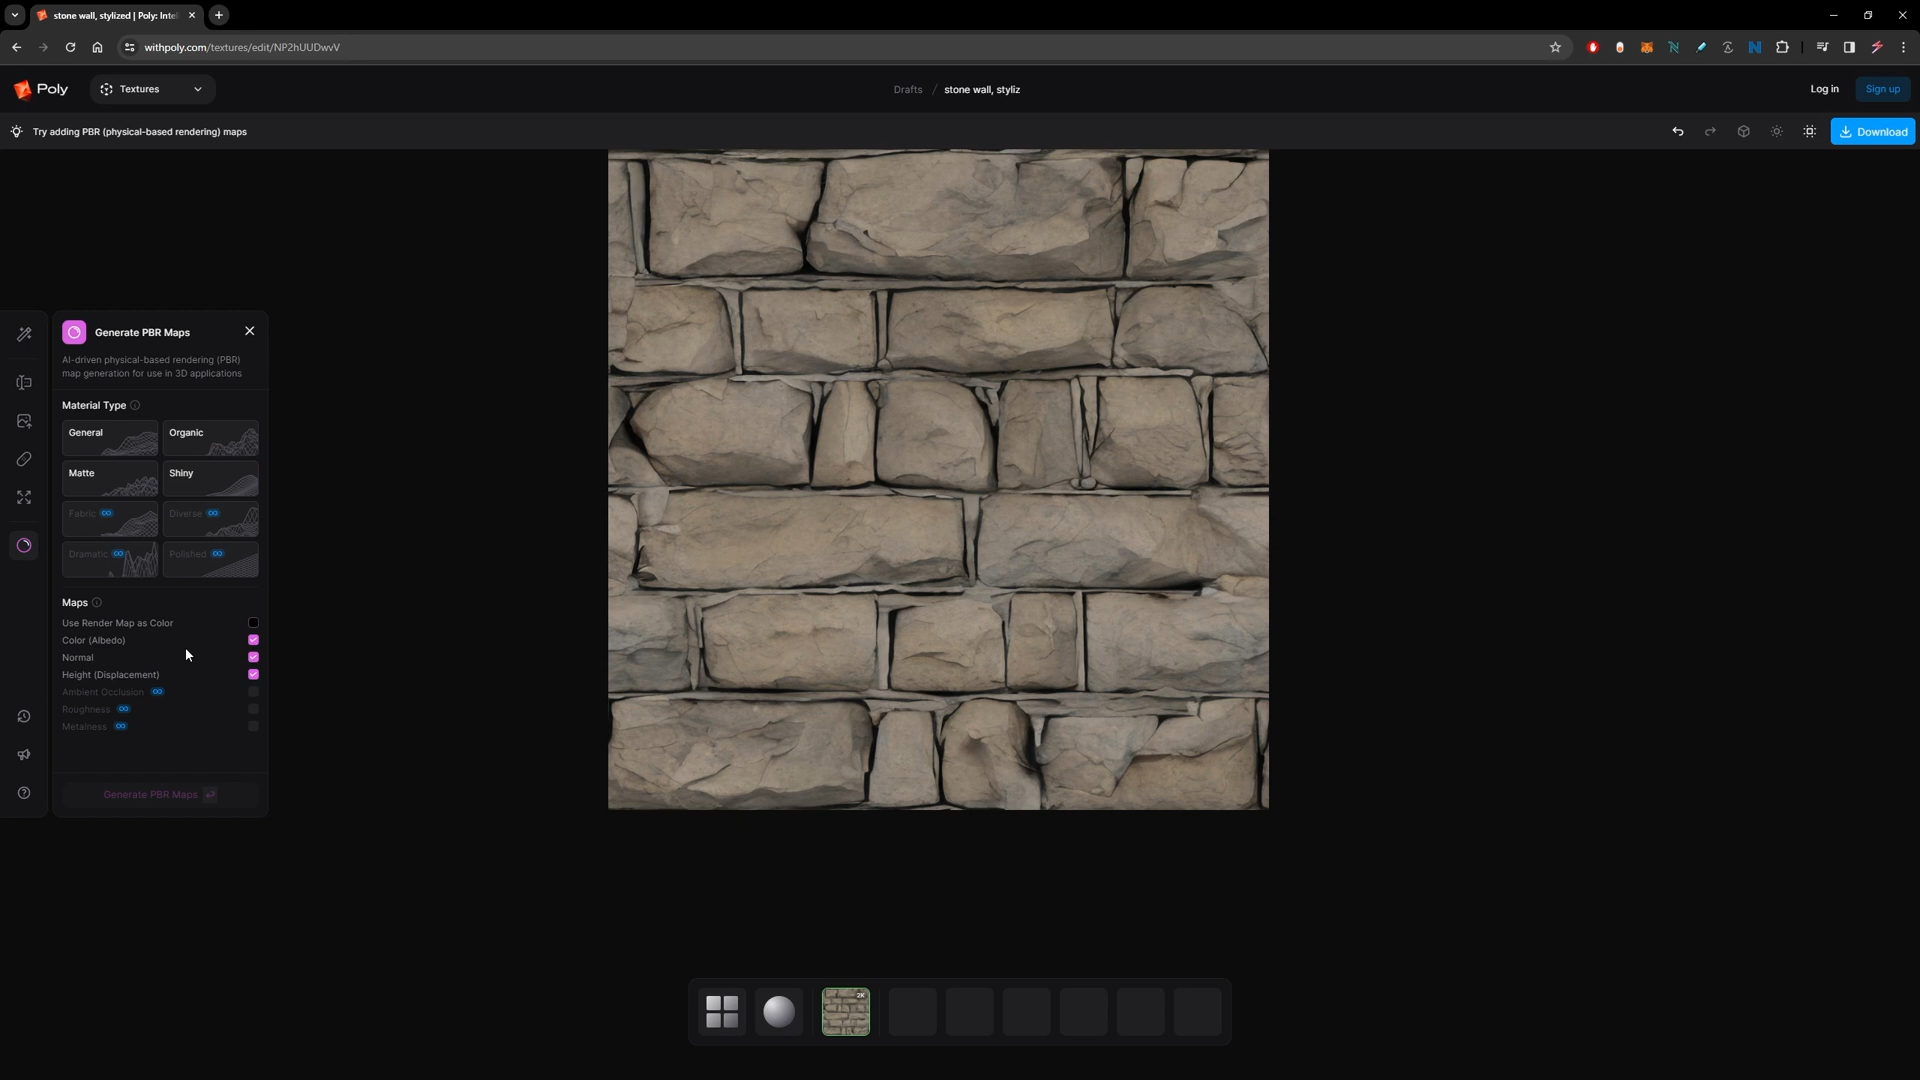 stone wall, stylized | Poly: Inte
withpoly.com/textures/edit/NP2hUUDwvV
Poly
Textures
Drafts / stone wall, styliz
Log in
Sign up
Try adding PBR (physical-based rendering) maps
Download
Generate PBR Maps
AI-driven physical-based rendering (PBR)
map generation for use in 3D applications
Material Type
General
Organic
Matte
Shiny
Fabric
Diverse
Dramatic
Polished
Maps
Use Render Map as Color
Color (Albedo)
Normal
Height (Displacement)
Ambient Occlusion
Roughness
Metalness
Generate PBR Maps
2K